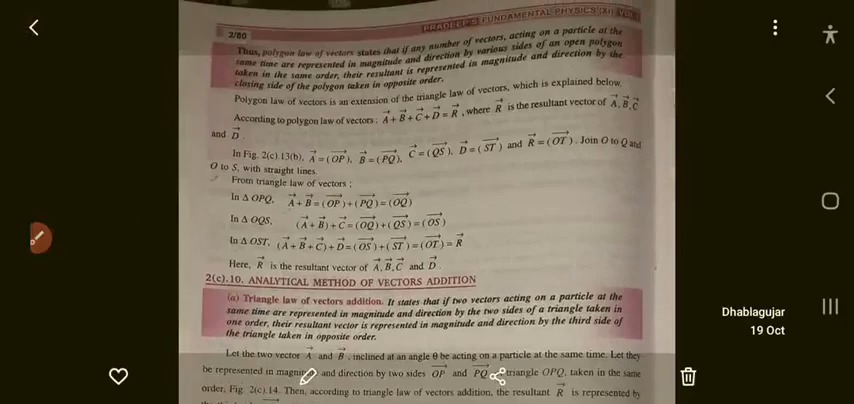 PRADEEP'S FUNDAMENTAL PHYSICS (XI) VOL. I
2/80
Thus, polygon law of vectors states that if any number of vectors, acting on a particle at the
same time are represented in magnitude and direction by various sides of an open polygon
taken in the same order, their resultant is represented in magnitude and direction by the
closing side of the polygon taken in opposite order.
Polygon law of vectors is an extension of the triangle law of vectors, which is explained below.
According to polygon law of vectors ; A⃗ + B⃗ + C⃗ + D⃗ = R⃗, where R⃗ is the resultant vector of A⃗, B⃗, C⃗
and D⃗.
In Fig. 2(c).13(b), A⃗ = (OP⃗), B⃗ = (PQ⃗), C⃗ = (QS⃗), D⃗ = (ST⃗) and R⃗ = (OT⃗). Join O to Q and
O to S, with straight lines.
From triangle law of vectors ;
In Δ OPQ, A⃗ + B⃗ = (OP⃗) + (PQ⃗) = (OQ⃗)
In Δ OQS, (A⃗ + B⃗) + C⃗ = (OQ⃗) + (QS⃗) = (OS⃗)
In Δ OST, (A⃗ + B⃗ + C⃗) + D⃗ = (OS⃗) + (ST⃗) = (OT⃗) = R⃗
Here, R⃗ is the resultant vector of A⃗, B⃗, C⃗ and D⃗.
2(c).10. ANALYTICAL METHOD OF VECTORS ADDITION
(a) Triangle law of vectors addition. It states that if two vectors acting on a particle at the
same time are represented in magnitude and direction by the two sides of a triangle taken in
one order, their resultant vector is represented in magnitude and direction by the third side of
the triangle taken in opposite order.
Dhablagujar
19 Oct
Let the two vector A⃗ and B⃗, inclined at an angle θ be acting on a particle at the same time. Let they
be represented in and direction by two sides OP⃗ and PQ⃗ triangle OPQ, taken in the same
order, Fig. 2(c).14. Then, according to triangle law of vectors addition, the resultant R⃗ is represented by